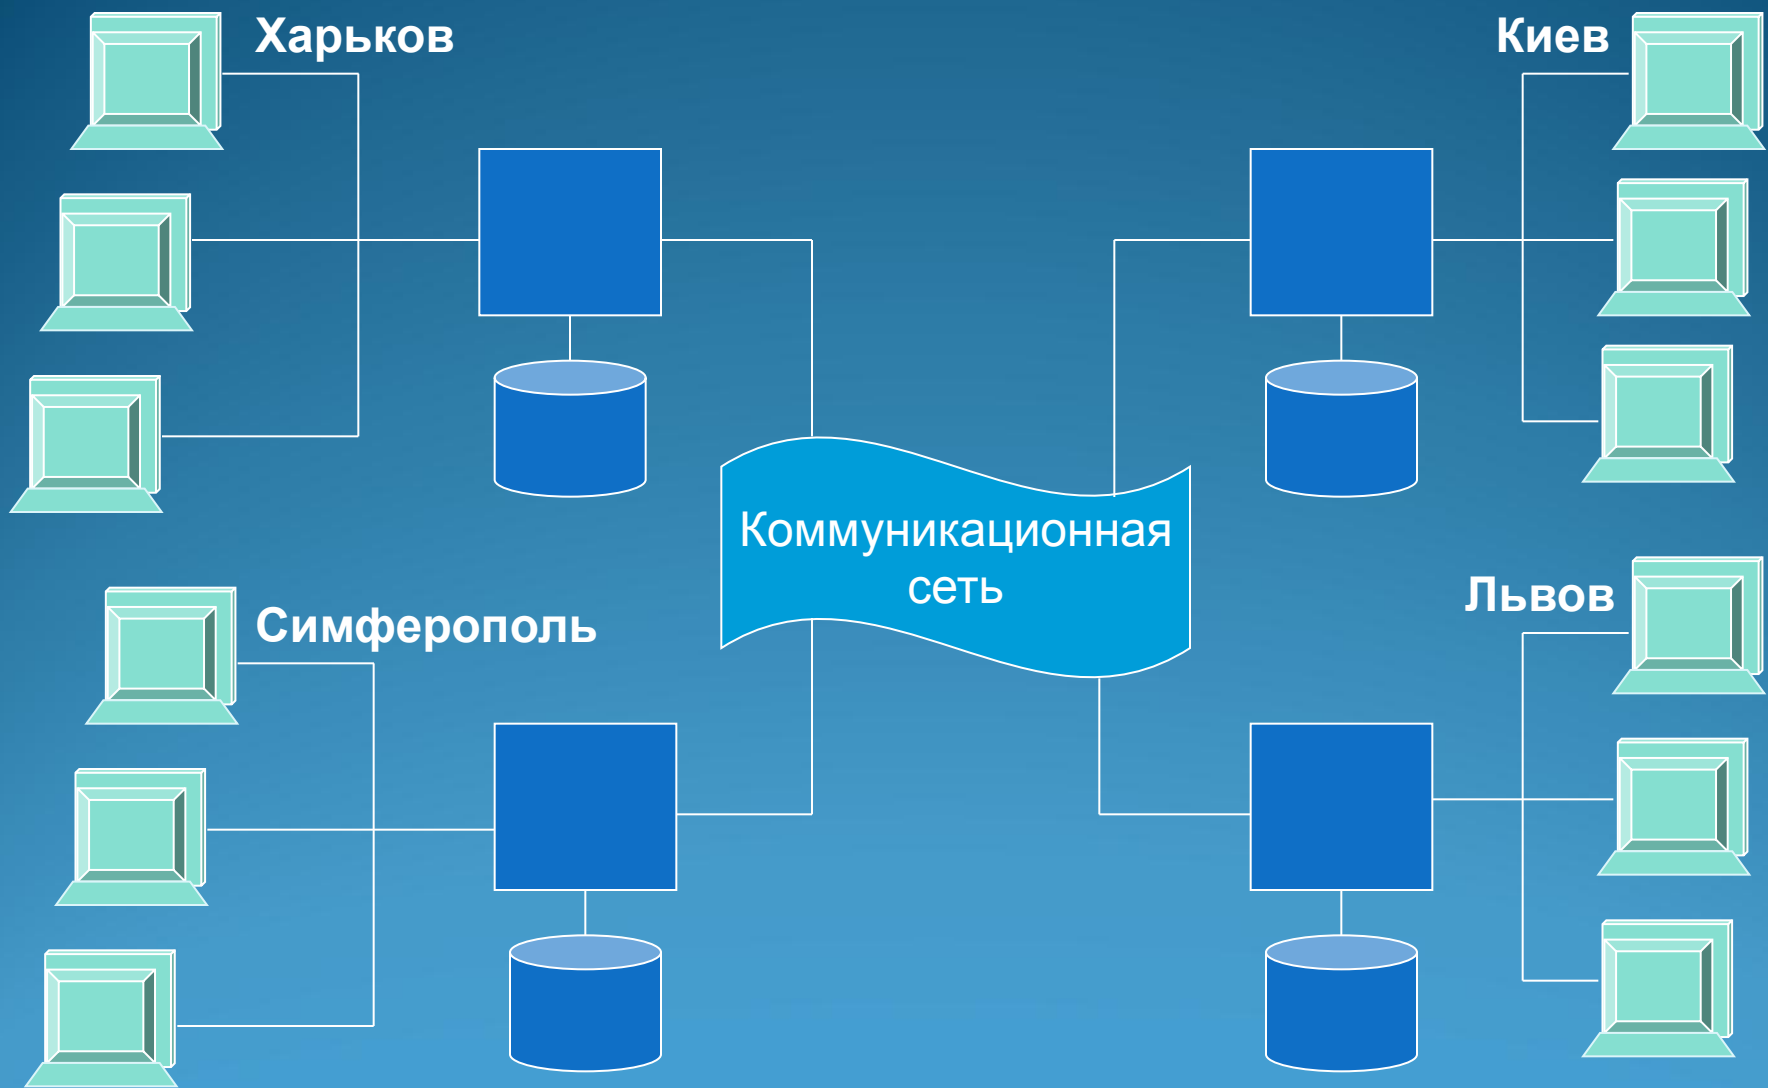 Харьков
Киев
Коммуникационная
сеть
Симферополь
Львов